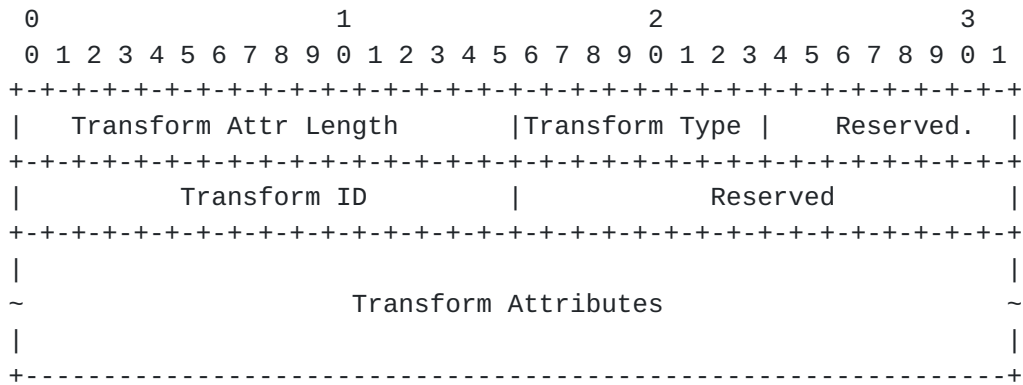 0                   1                   2                   3
 0 1 2 3 4 5 6 7 8 9 0 1 2 3 4 5 6 7 8 9 0 1 2 3 4 5 6 7 8 9 0 1
+-+-+-+-+-+-+-+-+-+-+-+-+-+-+-+-+-+-+-+-+-+-+-+-+-+-+-+-+-+-+-+-+
|   Transform Attr Length       |Transform Type |    Reserved.  |
+-+-+-+-+-+-+-+-+-+-+-+-+-+-+-+-+-+-+-+-+-+-+-+-+-+-+-+-+-+-+-+-+
|          Transform ID         |            Reserved           |
+-+-+-+-+-+-+-+-+-+-+-+-+-+-+-+-+-+-+-+-+-+-+-+-+-+-+-+-+-+-+-+-+
|                                                               |
~                     Transform Attributes                      ~
|                                                               |
+---------------------------------------------------------------+